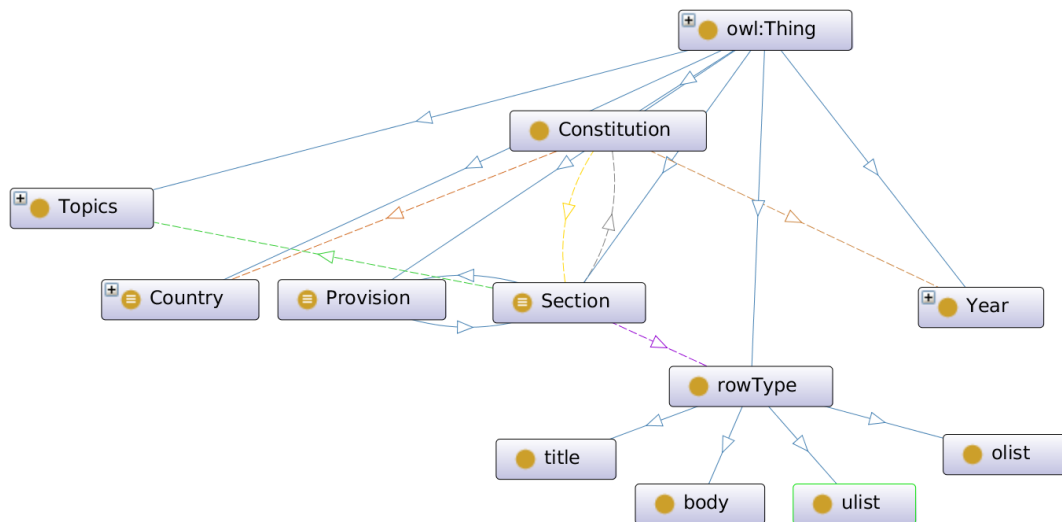 owl:Thing
Constitution
Topics
Country
Provision
Section
Year
rowType
title
olist
body
ulist